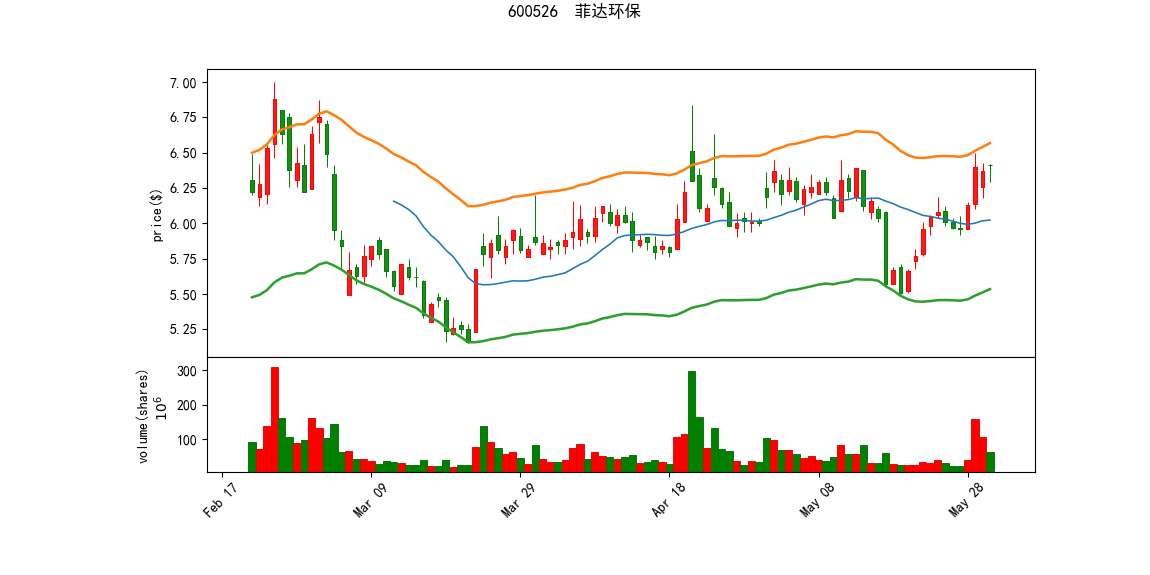 600526  菲达环保
7.00
6.75
6.50
6.25
6.00
5.75
5.50
5.25
price($)
300
200
100
volume(shares)
10^6
Feb 17
Mar 09
Mar 29
Apr 18
May 08
May 28